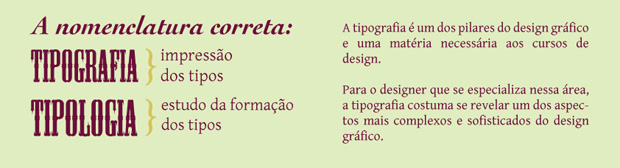 A nomenclatura correta:
TIPOGRAFIA } impressão
dos tipos
TIPOLOGIA } estudo da formação
dos tipos
A tipografia é um dos pilares do design gráfico
e uma matéria necessária aos cursos de
design.
Para o designer que se especializa nessa área,
a tipografia costuma se revelar um dos aspec-
tos mais complexos e sofisticados do design
gráfico.